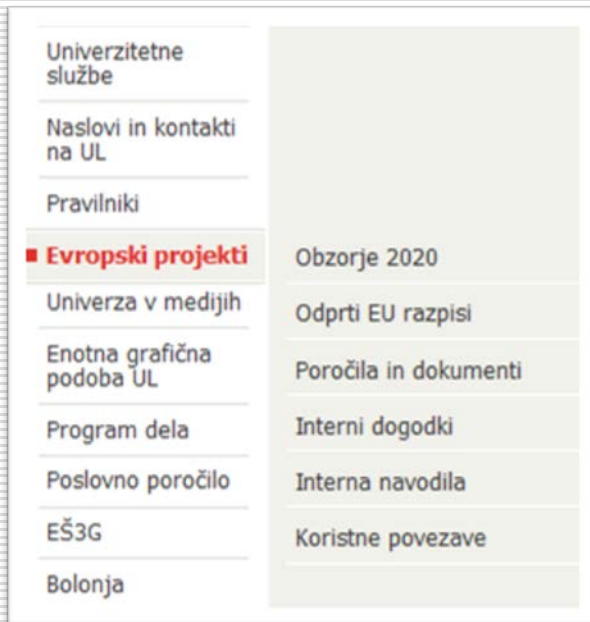 Univerzitetne
službe
Naslovi in kontakti
na UL
Pravilniki
Evropski projekti
Univerza v medijih
Enotna grafična
podoba UL
Program dela
Poslovno poročilo
EŠ3G
Bolonja
Obzorje 2020
Odprti EU razpisi
Poročila in dokumenti
Interni dogodki
Interna navodila
Koristne povezave